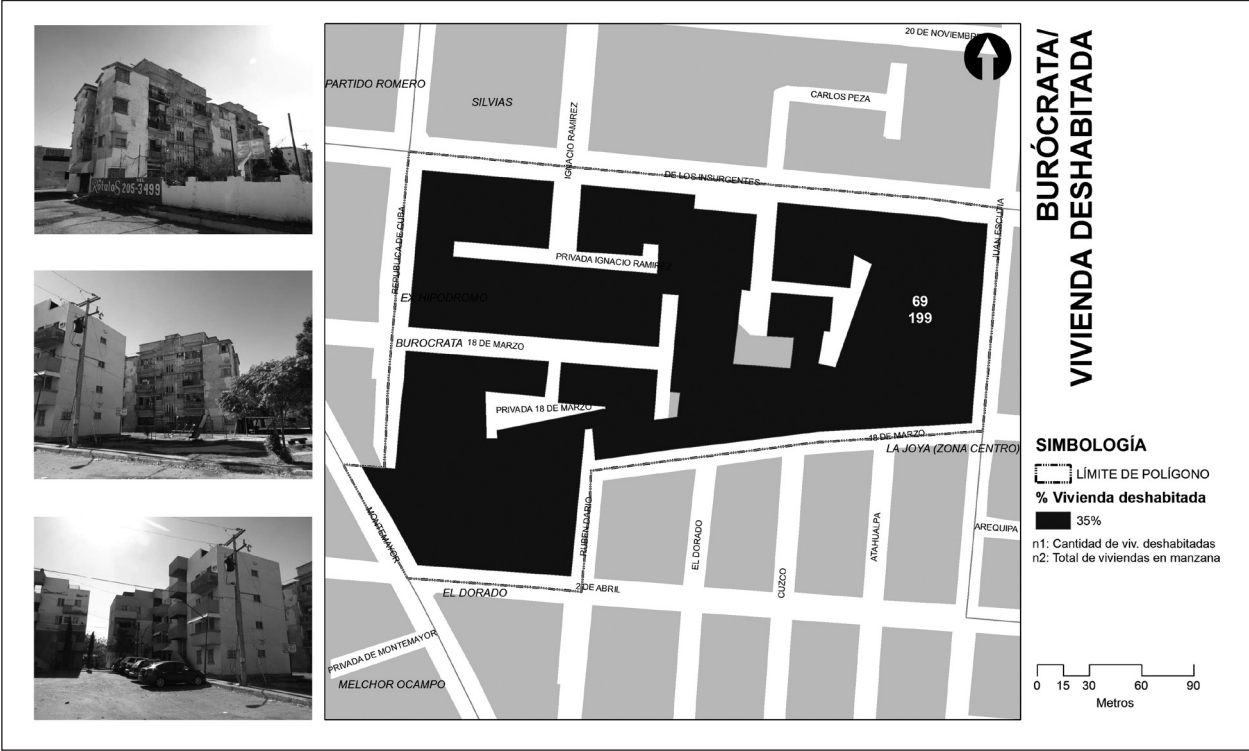 Rotulos TEL. 205-3499
20 DE NOVIEMBRE
PARTIDO ROMERO
SILVIAS
CARLOS PEZA
IGNACIO RAMIREZ
DE LOS INSURGENTES
JUAN ESCUTIA
REPUBLICA DE CUBA
PRIVADA IGNACIO RAMIREZ
EX HIPODROMO
69
199
BUROCRATA 18 DE MARZO
PRIVADA 18 DE MARZO
18 DE MARZO
LA JOYA (ZONA CENTRO)
MONTEMAYOR
RUBEN DARIO
EL DORADO
CUZCO
ATAHUALPA
AREQUIPA
2 DE ABRIL
EL DORADO
PRIVADA DE MONTEMAYOR
MELCHOR OCAMPO
BURÓCRATA/
VIVIENDA DESHABITADA
SIMBOLOGÍA
LÍMITE DE POLÍGONO
% Vivienda deshabitada
35%
n1: Cantidad de viv. deshabitadas
n2: Total de viviendas en manzana
0 15 30 60 90
Metros